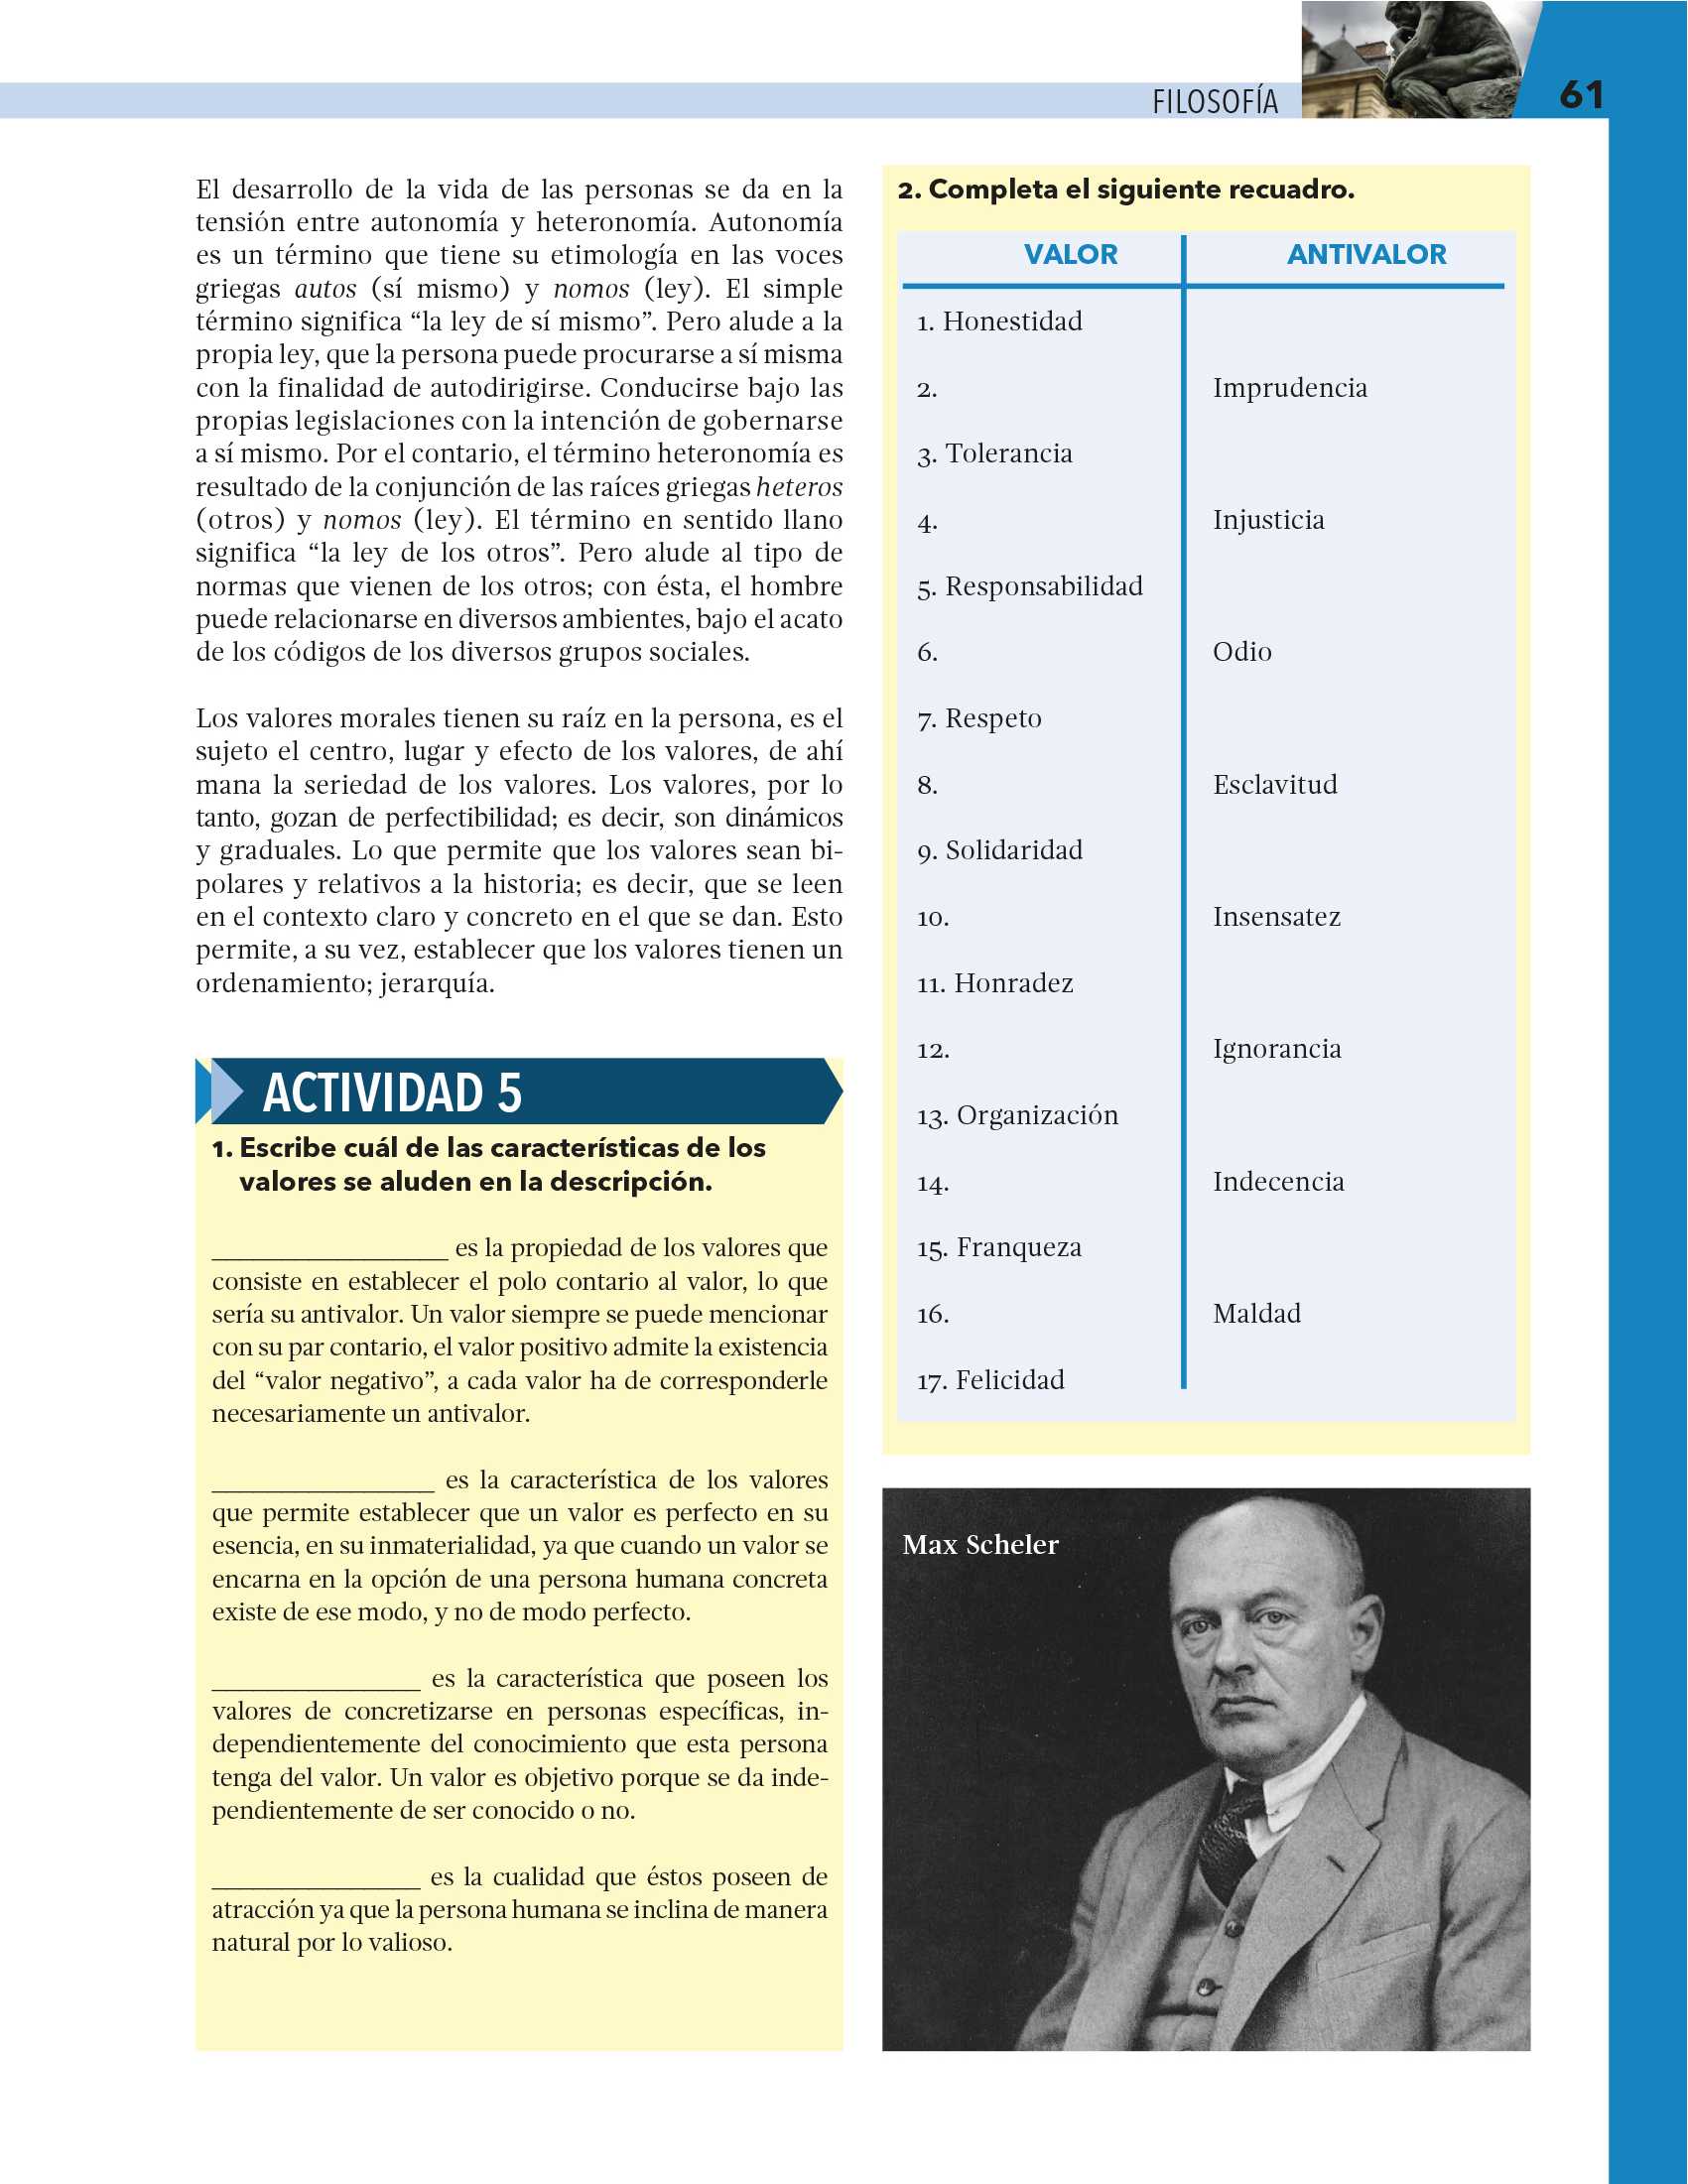 FILOSOFÍA
61
El desarrollo de la vida de las personas se da en la
tensión entre autonomía y heteronomía. Autonomía
es un término que tiene su etimología en las voces
griegas autos (sí mismo) y nomos (ley). El simple
término significa “la ley de sí mismo”. Pero alude a la
propia ley, que la persona puede procurarse a sí misma
con la finalidad de autodirigirse. Conducirse bajo las
propias legislaciones con la intención de gobernarse
a sí mismo. Por el contario, el término heteronomía es
resultado de la conjunción de las raíces griegas heteros
(otros) y nomos (ley). El término en sentido llano
significa “la ley de los otros”. Pero alude al tipo de
normas que vienen de los otros; con ésta, el hombre
puede relacionarse en diversos ambientes, bajo el acato
de los códigos de los diversos grupos sociales.
Los valores morales tienen su raíz en la persona, es el
sujeto el centro, lugar y efecto de los valores, de ahí
mana la seriedad de los valores. Los valores, por lo
tanto, gozan de perfectibilidad; es decir, son dinámicos
y graduales. Lo que permite que los valores sean bi-
polares y relativos a la historia; es decir, que se leen
en el contexto claro y concreto en el que se dan. Esto
permite, a su vez, establecer que los valores tienen un
ordenamiento; jerarquía.
ACTIVIDAD 5
1. Escribe cuál de las características de los
valores se aluden en la descripción.
_________________ es la propiedad de los valores que
consiste en establecer el polo contario al valor, lo que
sería su antivalor. Un valor siempre se puede mencionar
con su par contario, el valor positivo admite la existencia
del “valor negativo”, a cada valor ha de corresponderle
necesariamente un antivalor.
________________ es la característica de los valores
que permite establecer que un valor es perfecto en su
esencia, en su inmaterialidad, ya que cuando un valor se
encarna en la opción de una persona humana concreta
existe de ese modo, y no de modo perfecto.
_______________ es la característica que poseen los
valores de concretizarse en personas específicas, in-
dependientemente del conocimiento que esta persona
tenga del valor. Un valor es objetivo porque se da inde-
pendientemente de ser conocido o no.
_______________ es la cualidad que éstos poseen de
atracción ya que la persona humana se inclina de manera
natural por lo valioso.
2. Completa el siguiente recuadro.
VALOR ANTIVALOR
1. Honestidad
2. Imprudencia
3. Tolerancia
4. Injusticia
5. Responsabilidad
6. Odio
7. Respeto
8. Esclavitud
9. Solidaridad
10. Insensatez
11. Honradez
12. Ignorancia
13. Organización
14. Indecencia
15. Franqueza
16. Maldad
17. Felicidad
Max Scheler